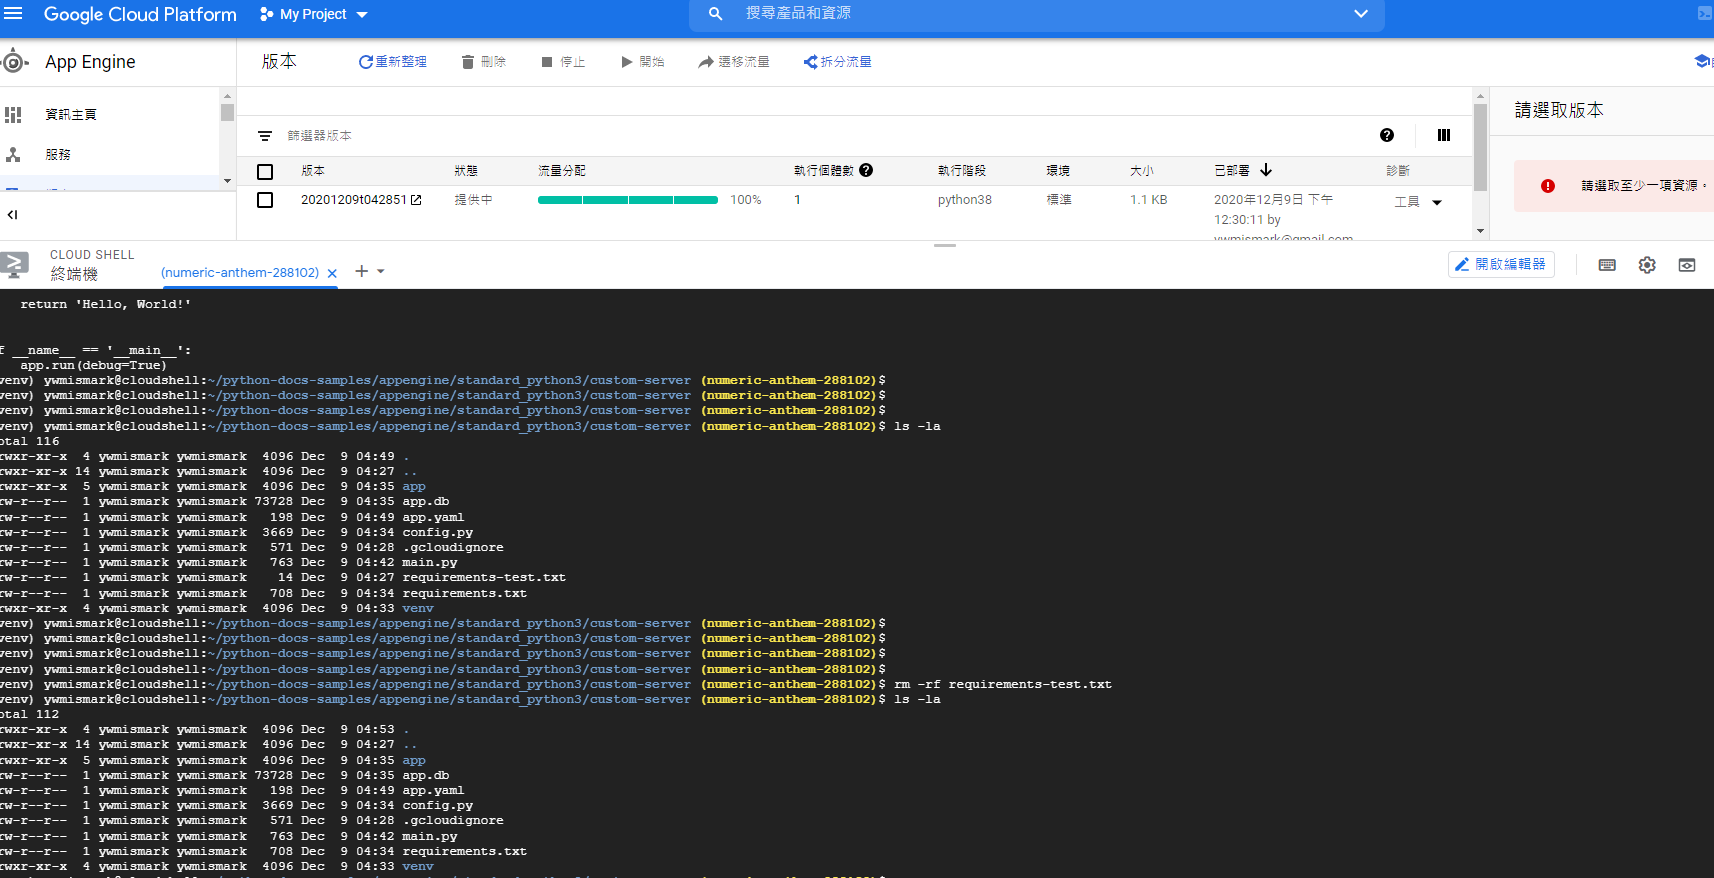 Google Cloud Platform My Project 搜尋產品和資源
App Engine 版本 重新整理 刪除 停止 開始 遷移流量 拆分流量
資訊主頁 請選取版本
篩選器版本
服務
版本 狀態 流量分配 執行個體數 執行階段 環境 大小 已部署 診斷
請選取至少一項資源。
20201209t042851 提供中 100% 1 python38 標準 1.1 KB 2020年12月9日 下午 工具
12:30:11 by
ywmismark@gmail.com
CLOUD SHELL
終端機 (numeric-anthem-288102) 開啟編輯器
return 'Hello, World!'
f __name__ == '__main__':
app.run(debug=True)
venv) ywmismark@cloudshell:~/python-docs-samples/appengine/standard_python3/custom-server (numeric-anthem-288102)$
venv) ywmismark@cloudshell:~/python-docs-samples/appengine/standard_python3/custom-server (numeric-anthem-288102)$
venv) ywmismark@cloudshell:~/python-docs-samples/appengine/standard_python3/custom-server (numeric-anthem-288102)$
venv) ywmismark@cloudshell:~/python-docs-samples/appengine/standard_python3/custom-server (numeric-anthem-288102)$ ls -la
otal 116
rwxr-xr-x 4 ywmismark ywmismark 4096 Dec 9 04:49 .
rwxr-xr-x 14 ywmismark ywmismark 4096 Dec 9 04:27 ..
rwxr-xr-x 5 ywmismark ywmismark 4096 Dec 9 04:35 app
rw-r--r-- 1 ywmismark ywmismark 73728 Dec 9 04:35 app.db
rw-r--r-- 1 ywmismark ywmismark 198 Dec 9 04:49 app.yaml
rw-r--r-- 1 ywmismark ywmismark 3669 Dec 9 04:34 config.py
rw-r--r-- 1 ywmismark ywmismark 571 Dec 9 04:28 .gcloudignore
rw-r--r-- 1 ywmismark ywmismark 763 Dec 9 04:42 main.py
rw-r--r-- 1 ywmismark ywmismark 14 Dec 9 04:27 requirements-test.txt
rw-r--r-- 1 ywmismark ywmismark 708 Dec 9 04:34 requirements.txt
rwxr-xr-x 4 ywmismark ywmismark 4096 Dec 9 04:33 venv
venv) ywmismark@cloudshell:~/python-docs-samples/appengine/standard_python3/custom-server (numeric-anthem-288102)$
venv) ywmismark@cloudshell:~/python-docs-samples/appengine/standard_python3/custom-server (numeric-anthem-288102)$
venv) ywmismark@cloudshell:~/python-docs-samples/appengine/standard_python3/custom-server (numeric-anthem-288102)$
venv) ywmismark@cloudshell:~/python-docs-samples/appengine/standard_python3/custom-server (numeric-anthem-288102)$
venv) ywmismark@cloudshell:~/python-docs-samples/appengine/standard_python3/custom-server (numeric-anthem-288102)$ rm -rf requirements-test.txt
venv) ywmismark@cloudshell:~/python-docs-samples/appengine/standard_python3/custom-server (numeric-anthem-288102)$ ls -la
otal 112
rwxr-xr-x 4 ywmismark ywmismark 4096 Dec 9 04:53 .
rwxr-xr-x 14 ywmismark ywmismark 4096 Dec 9 04:27 ..
rwxr-xr-x 5 ywmismark ywmismark 4096 Dec 9 04:35 app
rw-r--r-- 1 ywmismark ywmismark 73728 Dec 9 04:35 app.db
rw-r--r-- 1 ywmismark ywmismark 198 Dec 9 04:49 app.yaml
rw-r--r-- 1 ywmismark ywmismark 3669 Dec 9 04:34 config.py
rw-r--r-- 1 ywmismark ywmismark 571 Dec 9 04:28 .gcloudignore
rw-r--r-- 1 ywmismark ywmismark 763 Dec 9 04:42 main.py
rw-r--r-- 1 ywmismark ywmismark 708 Dec 9 04:34 requirements.txt
rwxr-xr-x 4 ywmismark ywmismark 4096 Dec 9 04:33 venv